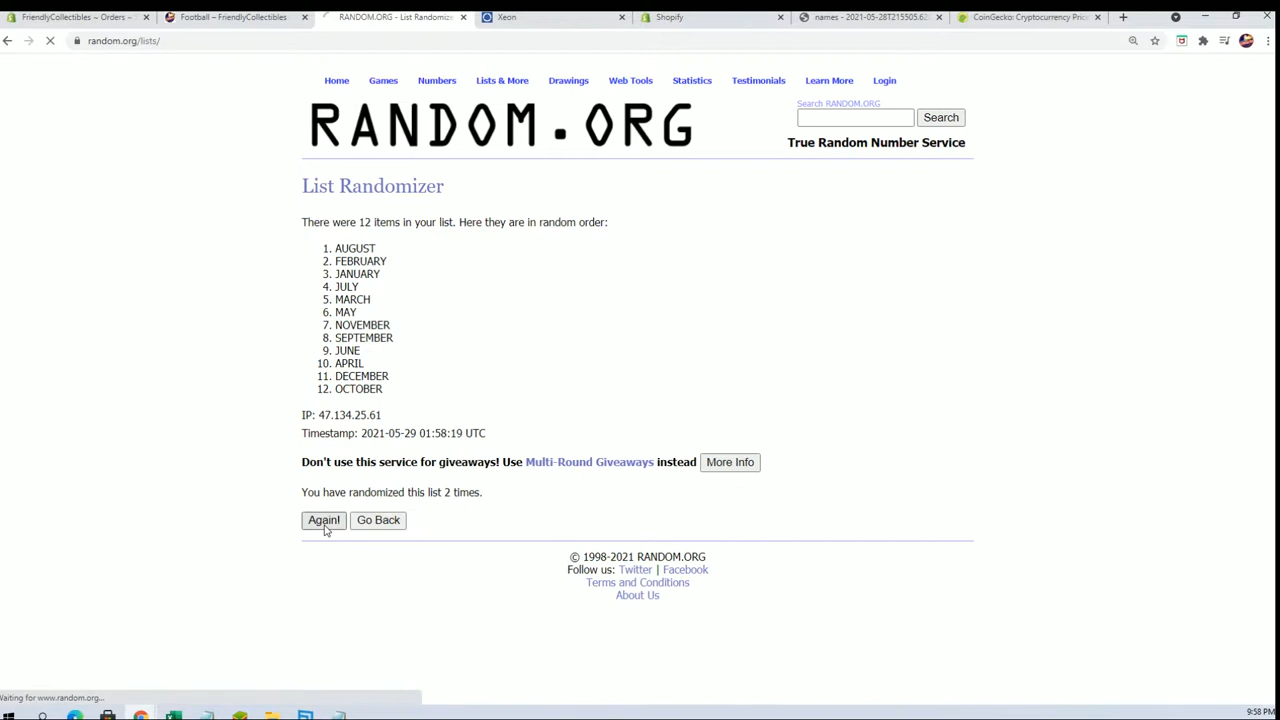 FriendlyCollectibles ~ Orders ~
Football – FriendlyCollectibles
RANDOM.ORG - List Randomizer
Xeon
Shopify
names - 2021-05-28T215505.62
CoinGecko: Cryptocurrency Price
random.org/lists/
Home Games Numbers Lists & More Drawings Web Tools Statistics Testimonials Learn More Login
RANDOM.ORG
Search RANDOM.ORG
Search
True Random Number Service
List Randomizer
There were 12 items in your list. Here they are in random order:
1. AUGUST
2. FEBRUARY
3. JANUARY
4. JULY
5. MARCH
6. MAY
7. NOVEMBER
8. SEPTEMBER
9. JUNE
10. APRIL
11. DECEMBER
12. OCTOBER
IP: 47.134.25.61
Timestamp: 2021-05-29 01:58:19 UTC
Don't use this service for giveaways! Use Multi-Round Giveaways instead More Info
You have randomized this list 2 times.
Again! Go Back
© 1998-2021 RANDOM.ORG
Follow us: Twitter | Facebook
Terms and Conditions
About Us
Waiting for www.random.org...
9:58 PM